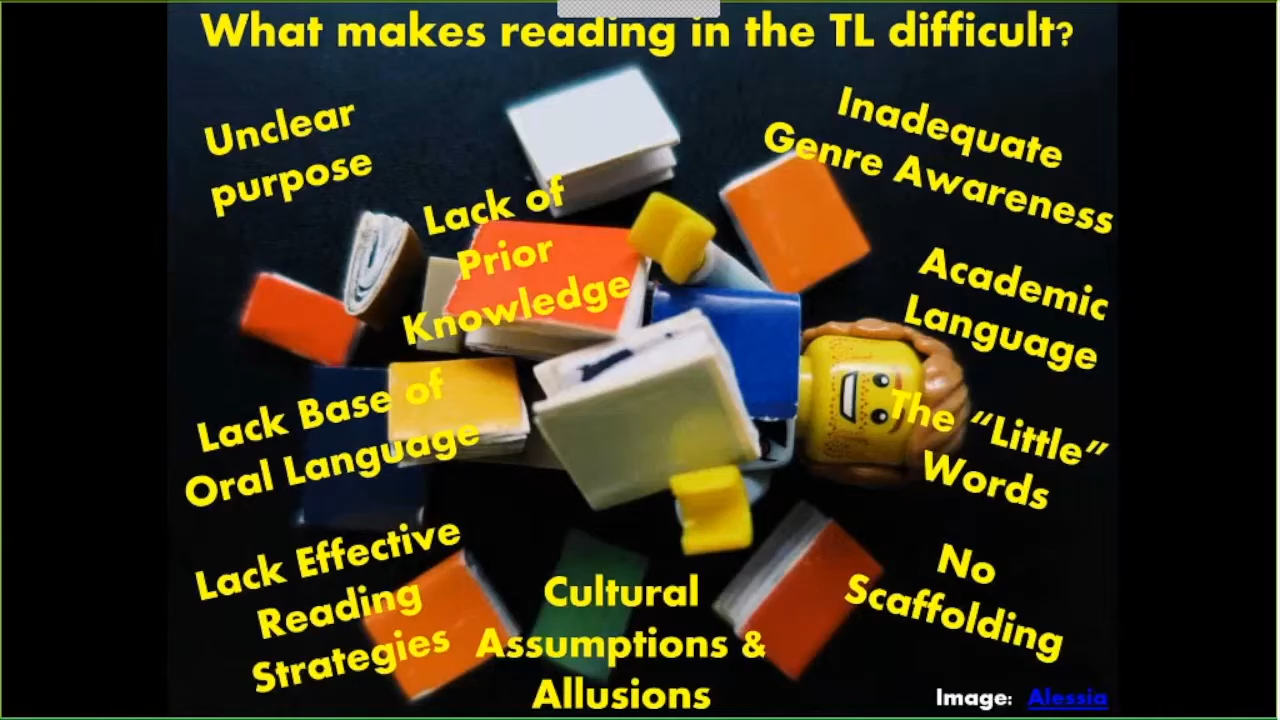 What makes reading in the TL difficult?
Unclear
purpose
Lack of
Prior
Knowledge
Inadequate
Genre Awareness
Academic
Language
Lack Base of
Oral Language
The “Little”
Words
Lack Effective
Reading
Strategies
Cultural
Assumptions &
Allusions
No
Scaffolding
Image: Alessia